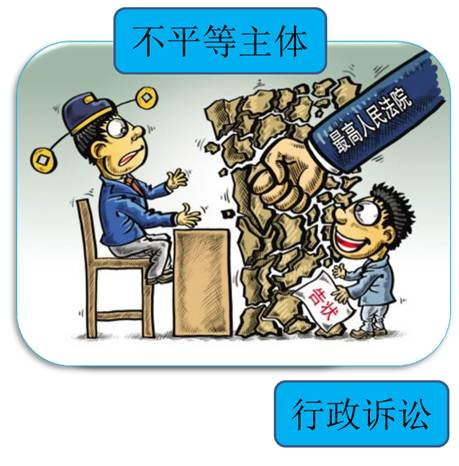 不平等主体
最高人民法院
告状
行政诉讼